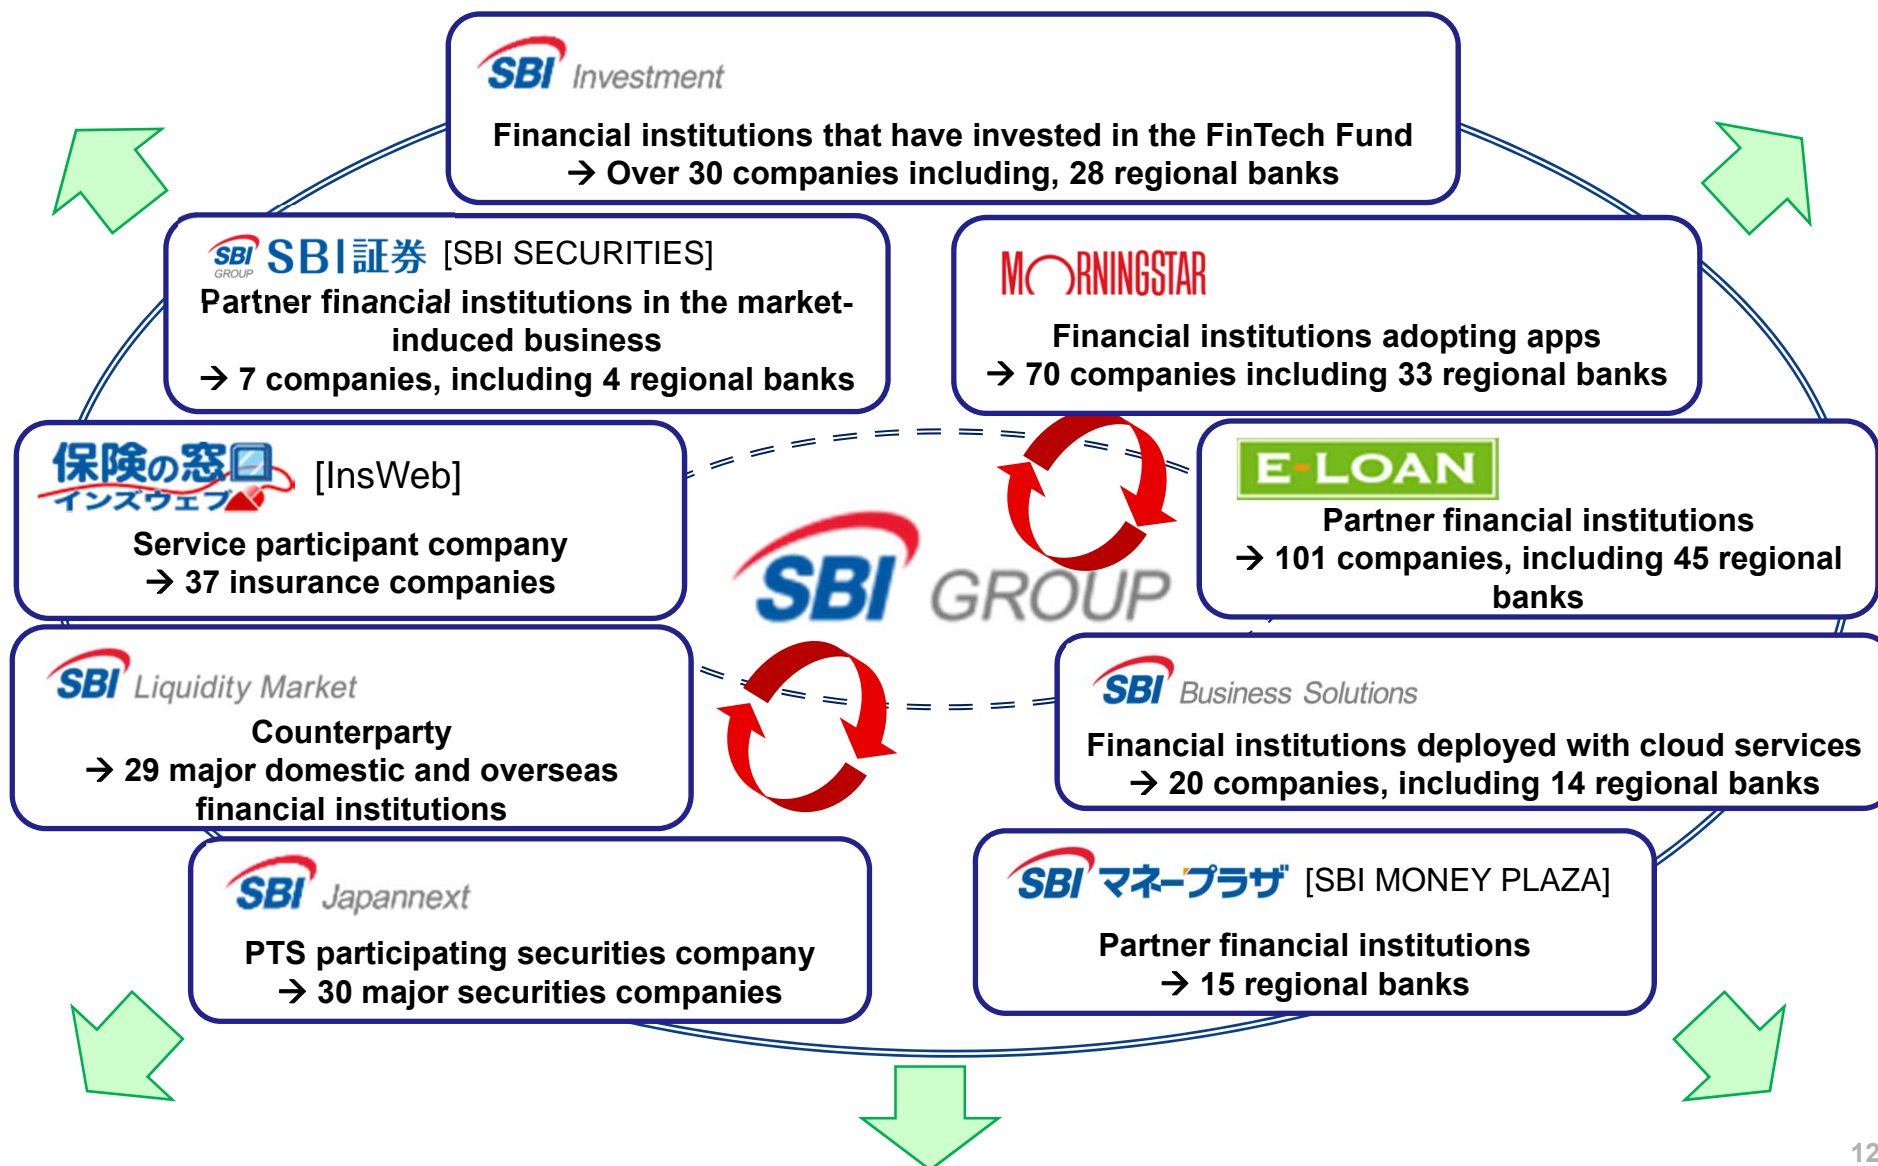 SBI Investment
Financial institutions that have invested in the FinTech Fund
→ Over 30 companies including, 28 regional banks
SBI GROUP SBI証券 [SBI SECURITIES]
Partner financial institutions in the market-
induced business
→ 7 companies, including 4 regional banks
MORNINGSTAR
Financial institutions adopting apps
→ 70 companies including 33 regional banks
保険の窓
インズウェブ
[InsWeb]
Service participant company
→ 37 insurance companies
E-LOAN
Partner financial institutions
→ 101 companies, including 45 regional
banks
SBI GROUP
SBI Liquidity Market
Counterparty
→ 29 major domestic and overseas
financial institutions
SBI Business Solutions
Financial institutions deployed with cloud services
→ 20 companies, including 14 regional banks
SBI Japannext
PTS participating securities company
→ 30 major securities companies
SBI マネープラザ [SBI MONEY PLAZA]
Partner financial institutions
→ 15 regional banks
12